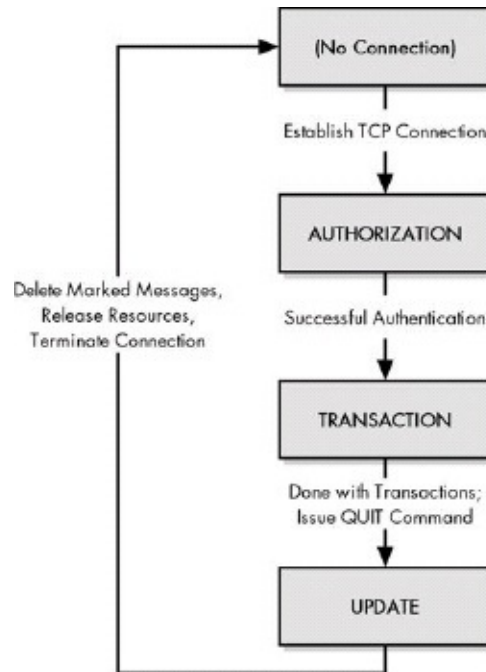 (No Connection)
Establish TCP Connection
AUTHORIZATION
Delete Marked Messages,
Release Resources,
Terminate Connection
Successful Authentication
TRANSACTION
Done with Transactions;
Issue QUIT Command
UPDATE